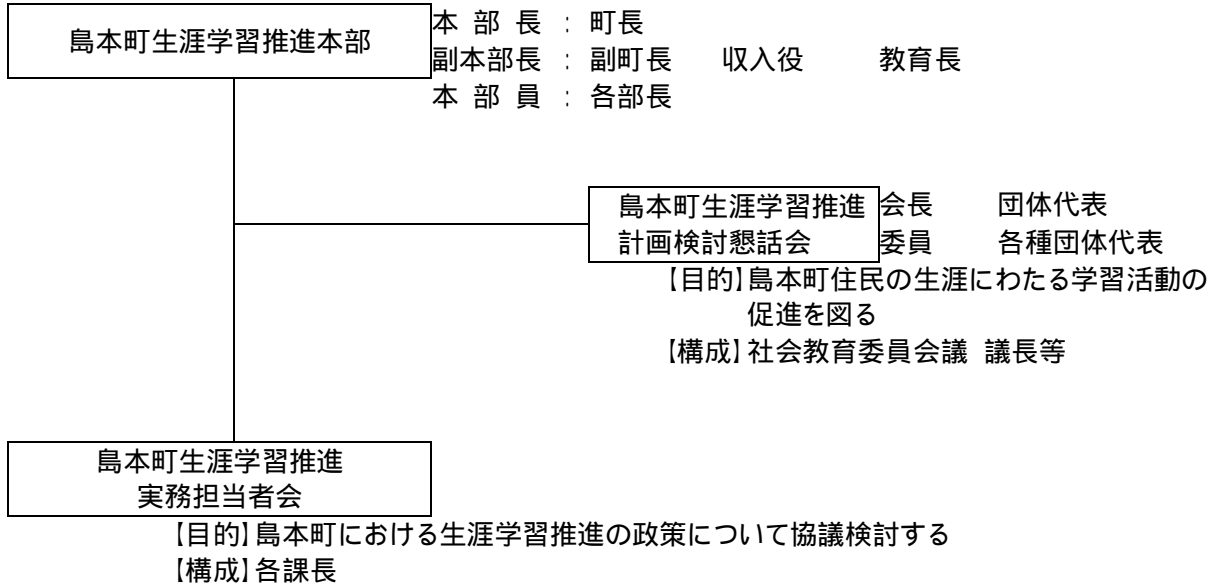 島本町生涯学習推進本部
本 部 長 : 町長
副本部長 : 副町長 収入役 教育長
本 部 員 : 各部長
島本町生涯学習推進 会長 団体代表
計画検討懇話会 委員 各種団体代表
【目的】島本町住民の生涯にわたる学習活動の
促進を図る
【構成】社会教育委員会議 議長等
島本町生涯学習推進
実務担当者会
【目的】島本町における生涯学習推進の政策について協議検討する
【構成】各課長